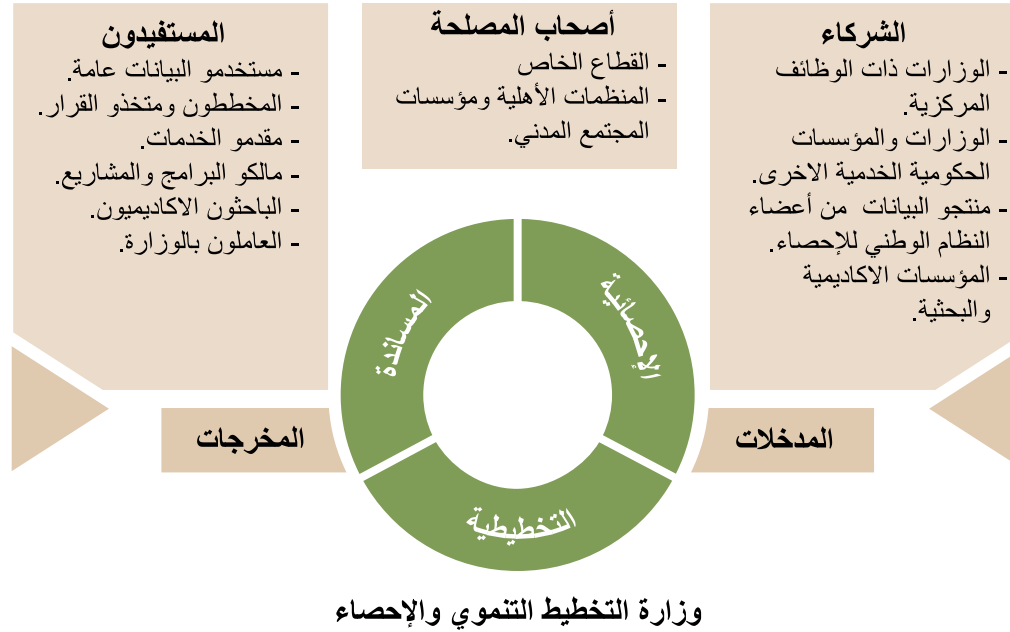 الشركاء
- الوزارات ذات الوظائف
المركزية.
- الوزارات والمؤسسات
الحكومية الخدمية الاخرى.
- منتجو البيانات من أعضاء
النظام الوطني للإحصاء.
- المؤسسات الاكاديمية
والبحثية.
أصحاب المصلحة
- القطاع الخاص
- المنظمات الأهلية ومؤسسات
المجتمع المدني.
المستفيدون
- مستخدمو البيانات عامة.
- المخططون ومتخذو القرار.
- مقدمو الخدمات.
- مالكو البرامج والمشاريع.
- الباحثون الاكاديميون.
- العاملون بالوزارة.
الإحصائية
المساندة
التخطيطية
المدخلات
المخرجات
وزارة التخطيط التنموي والإحصاء